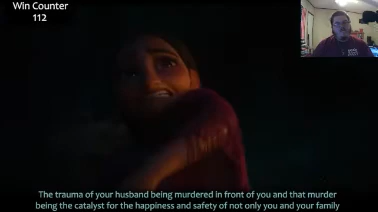 Win Counter
112
The trauma of your husband being murdered in front of you and that murder
being the catalyst for the happiness and safety of not only you and your family